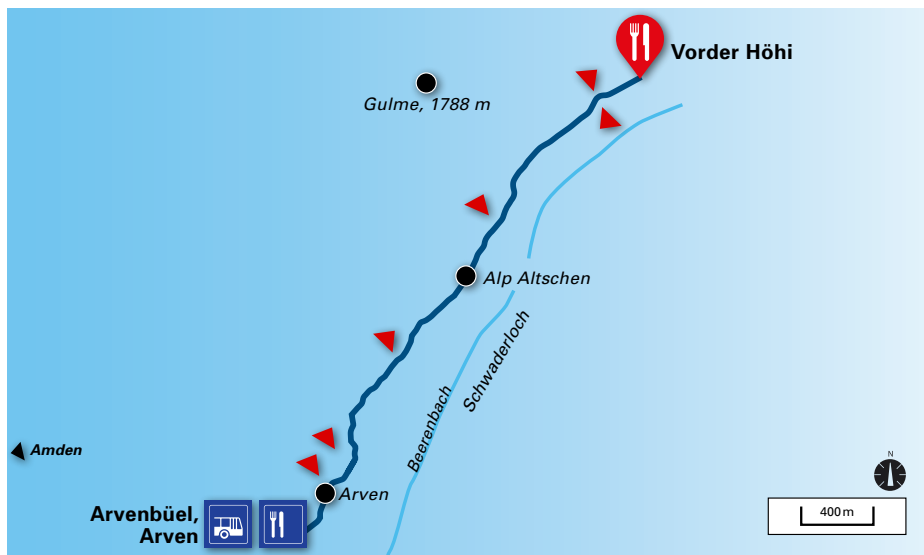 Vorder Höhi
Gulme, 1788 m
Alp Altschen
Schwaderloch
Beerenbach
Amden
Arven
Arvenbüel,
Arven
N
400 m